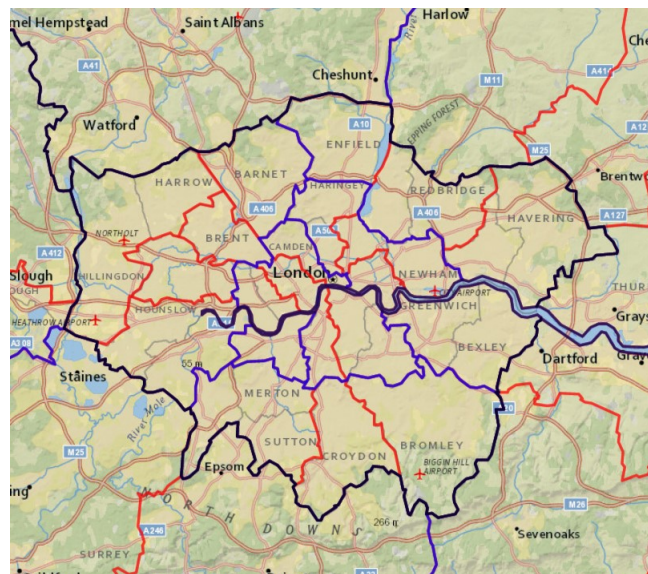 mel Hempstead
Saint Albans
Harlow
River
Che
A41
Cheshunt
M11
A414
Watford
A10
EPPING FOREST
A12
ENFIELD
M25
BARNET
HARROW
HARINGEY
REDBRIDGE
Brentw
A406
A406
HAVERING
A127
NORTHOLT
BRENT
A50
A412
CAMDEN
Slough
HILLINGDON
London
NEWHAM
THUR
OUGH
AIRPORT
HOUNSLOW
GREENWICH
HEATHROW AIRPORT
Grays
A308
BEXLEY
Gray
55 m
Dartford
Staines
MERTON
River Mole
SUTTON
BROMLEY
M25
Epsom
CROYDON
BIGGIN HILL
AIRPORT
ing
NORTH DOWNS
M26
A246
266 m
Sevenoaks
SURREY